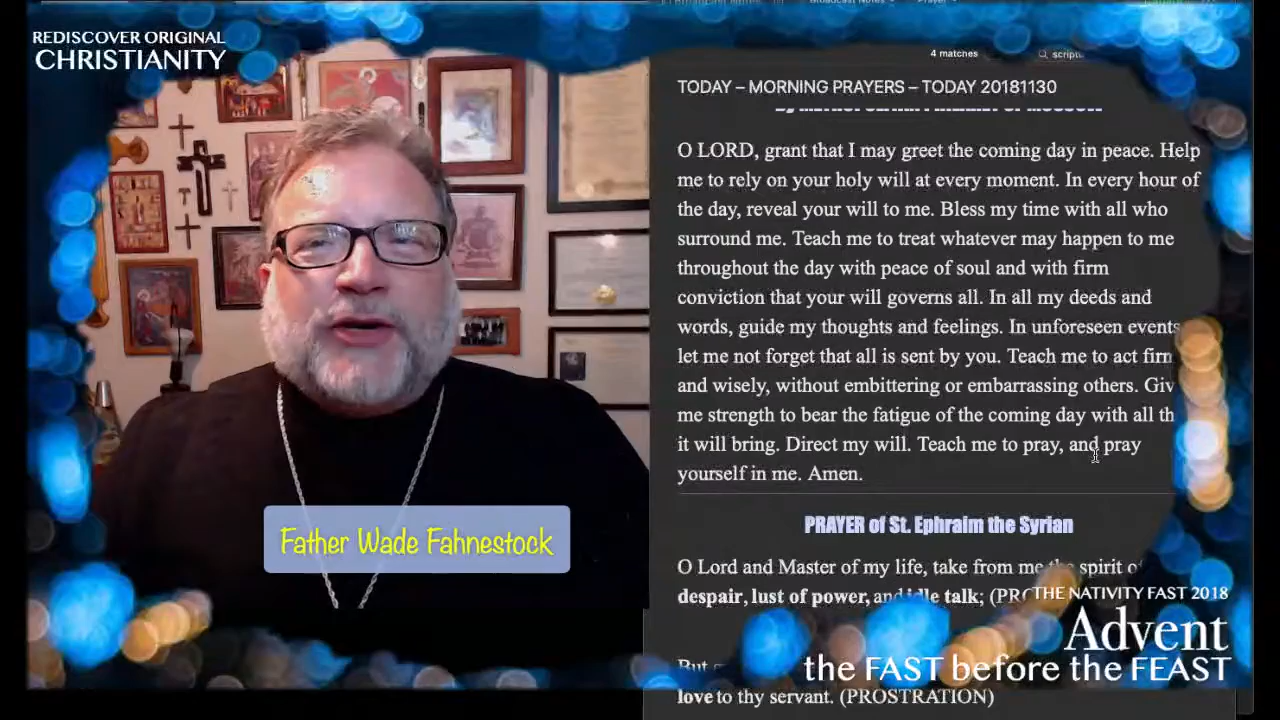 REDISCOVER ORIGINAL
CHRISTIANITY
4 matches
TODAY – MORNING PRAYERS – TODAY 20181130
O LORD, grant that I may greet the coming day in peace. Help
me to rely on your holy will at every moment. In every hour of
the day, reveal your will to me. Bless my time with all who
surround me. Teach me to treat whatever may happen to me
throughout the day with peace of soul and with firm
conviction that your will governs all. In all my deeds and
words, guide my thoughts and feelings. In unforeseen events
let me not forget that all is sent by you. Teach me to act
and wisely, without embittering or embarrassing others.
me strength to bear the fatigue of the coming day with all
it will bring. Direct my will. Teach me to pray, and pray
yourself in me. Amen.
PRAYER of St. Ephraim the Syrian
O Lord and Master of my life, take from me the spirit
despair, lust of power, and idle talk;
But
love to thy servant. (PROSTRATION)
Father Wade Fahnestock
THE NATIVITY FAST 2018
Advent
the FAST before the FEAST